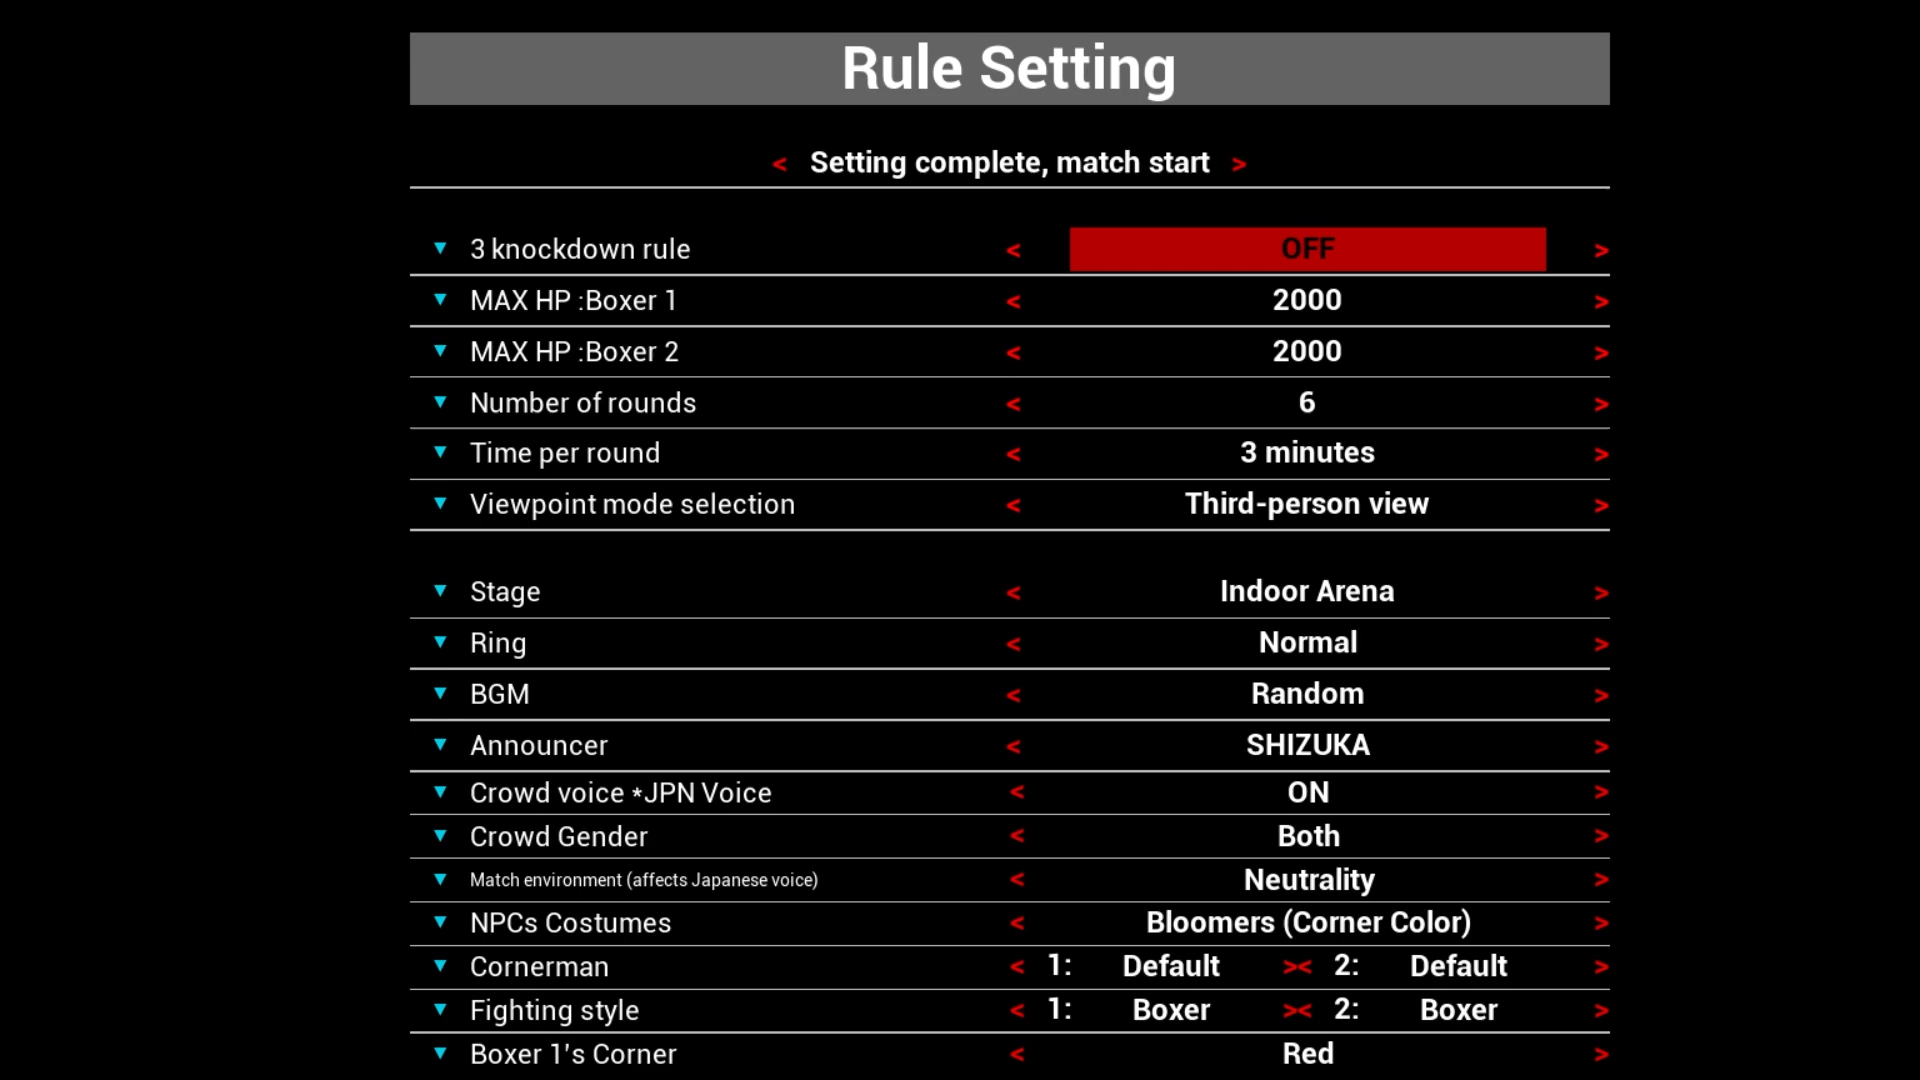 Rule Setting
< Setting complete, match start >
▼ 3 knockdown rule < OFF >
▼ MAX HP :Boxer 1 < 2000 >
▼ MAX HP :Boxer 2 < 2000 >
▼ Number of rounds < 6 >
▼ Time per round < 3 minutes >
▼ Viewpoint mode selection < Third-person view >
▼ Stage < Indoor Arena >
▼ Ring < Normal >
▼ BGM < Random >
▼ Announcer < SHIZUKA >
▼ Crowd voice *JPN Voice < ON >
▼ Crowd Gender < Both >
▼ Match environment (affects Japanese voice) < Neutrality >
▼ NPCs Costumes < Bloomers (Corner Color) >
▼ Cornerman < 1: Default >< 2: Default >
▼ Fighting style < 1: Boxer >< 2: Boxer >
▼ Boxer 1's Corner < Red >